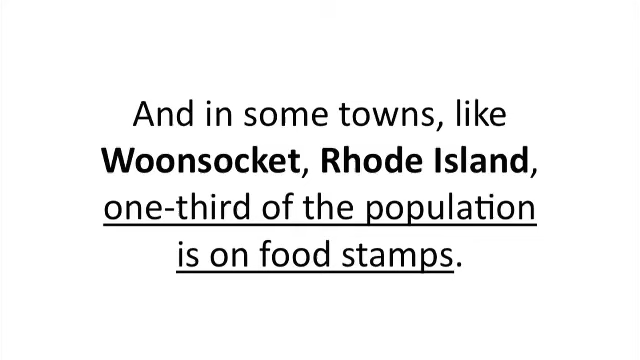 And in some towns, like
Woonsocket, Rhode Island,
one-third of the population
is on food stamps.